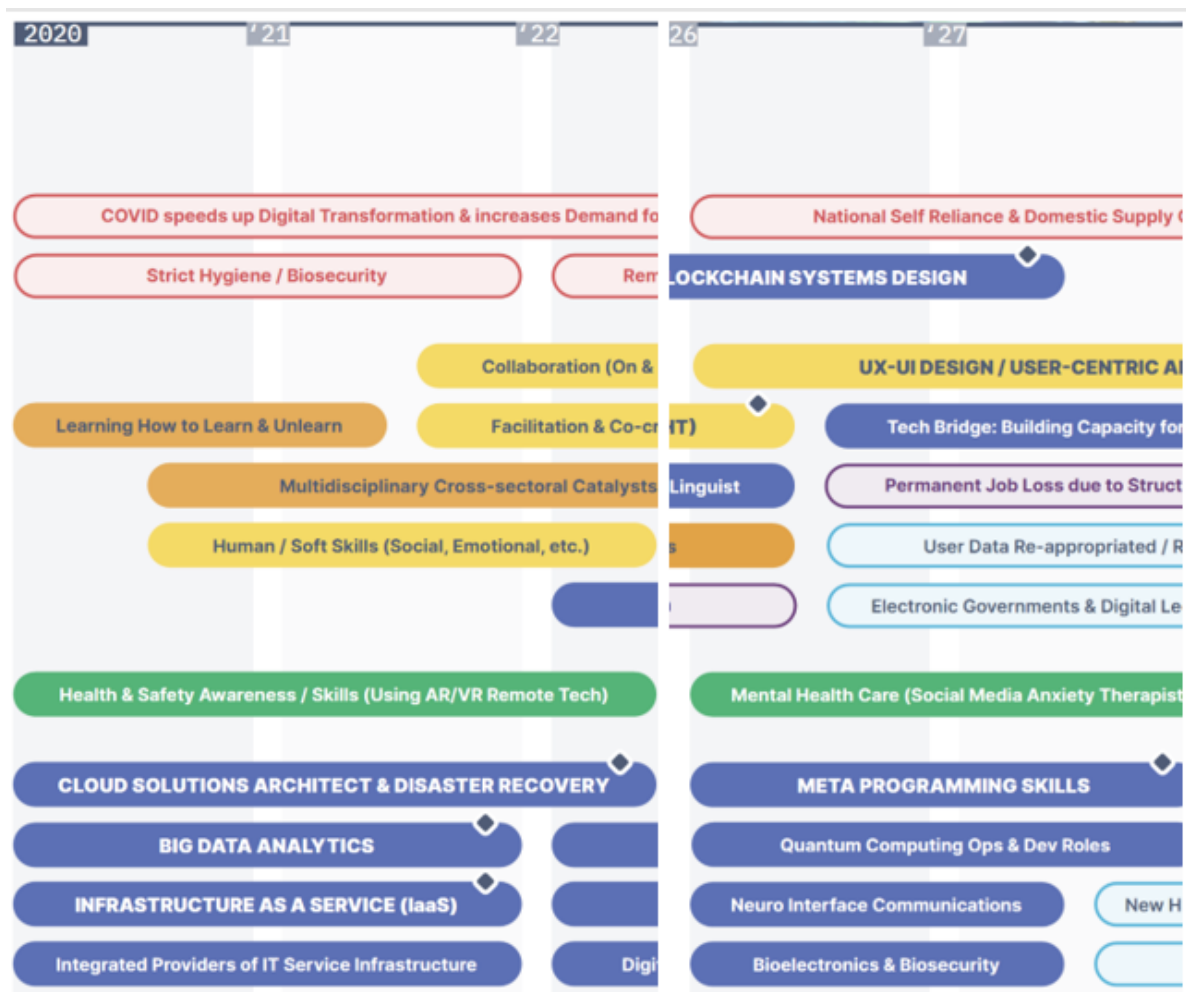 2020 '21 '22 26 '27
COVID speeds up Digital Transformation & increases Demand fo
National Self Reliance & Domestic Supply
Strict Hygiene / Biosecurity
Rem
LOCKCHAIN SYSTEMS DESIGN
Collaboration (On &
UX-UI DESIGN / USER-CENTRIC
Learning How to Learn & Unlearn
Facilitation & Co-cr
HT)
Tech Bridge: Building Capacity for
Multidisciplinary Cross-sectoral Catalysts
Linguist
Permanent Job Loss due to Struct
Human / Soft Skills (Social, Emotional, etc.)
s
User Data Re-appropriated / R
Electronic Governments & Digital Le
Health & Safety Awareness / Skills (Using AR/VR Remote Tech)
Mental Health Care (Social Media Anxiety Therapist
CLOUD SOLUTIONS ARCHITECT & DISASTER RECOVERY
META PROGRAMMING SKILLS
BIG DATA ANALYTICS
Quantum Computing Ops & Dev Roles
INFRASTRUCTURE AS A SERVICE (IaaS)
Neuro Interface Communications
New H
Integrated Providers of IT Service Infrastructure
Digi
Bioelectronics & Biosecurity